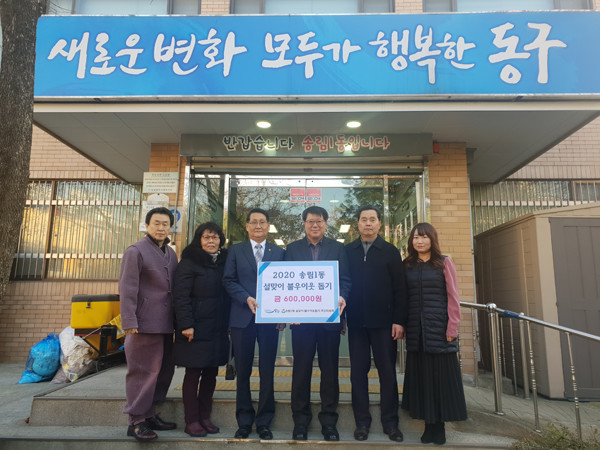 새로운 변화 모두가 행복한 동구
반갑습니다 송림1동입니다
2020 송림1동
설맞이 불우이웃 돕기
금 600,000원